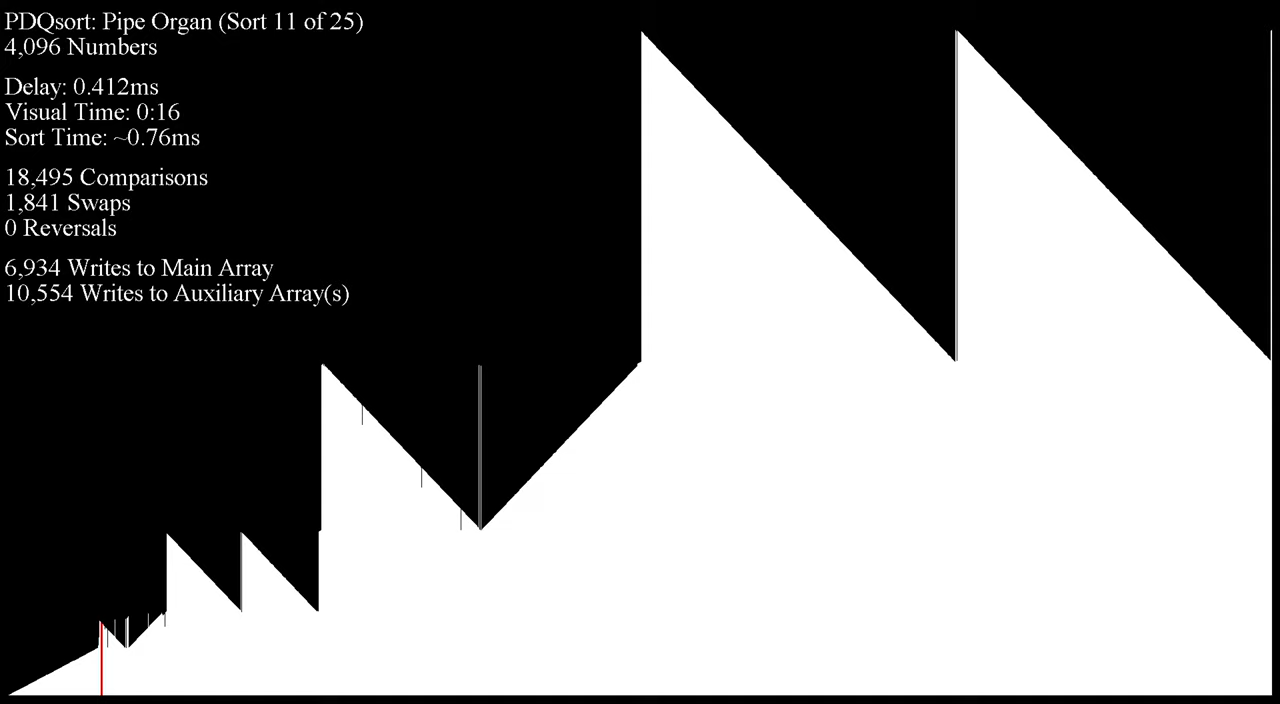 PDQsort: Pipe Organ (Sort 11 of 25)
4,096 Numbers
Delay: 0.412ms
Visual Time: 0:16
Sort Time: ~0.76ms
18,495 Comparisons
1,841 Swaps
0 Reversals
6,934 Writes to Main Array
10,554 Writes to Auxiliary Array(s)